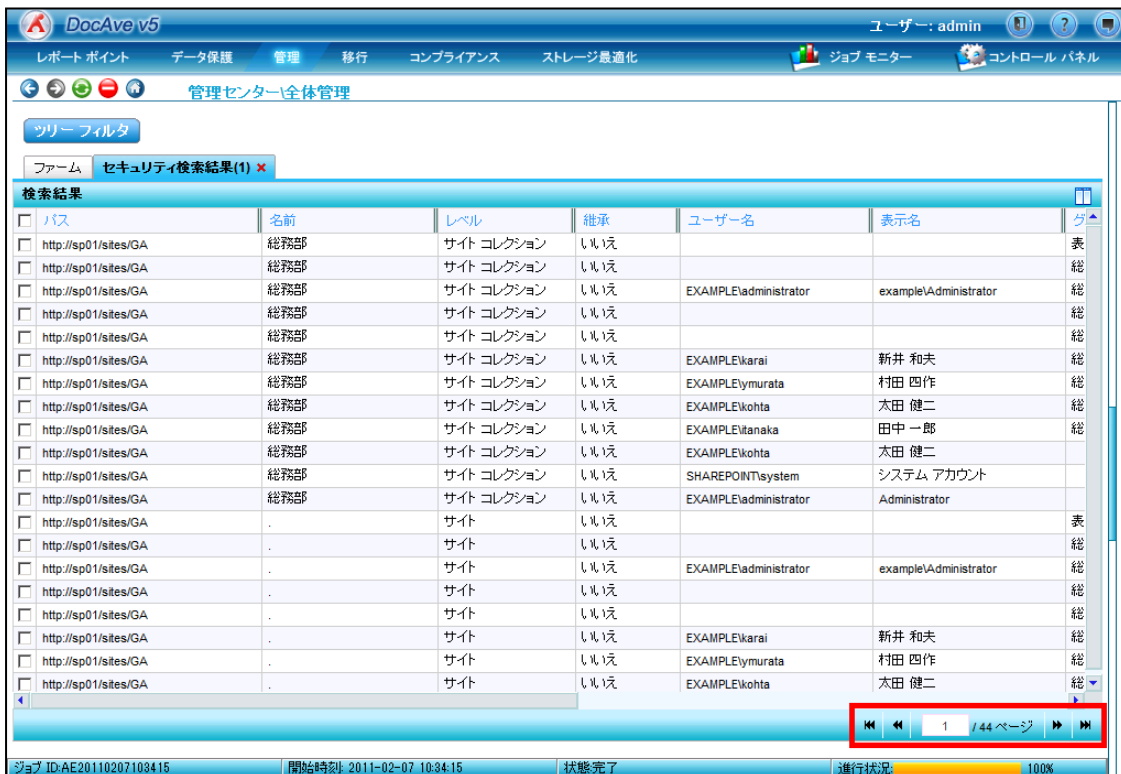 DocAve v5 ユーザー: admin
レポート ポイント データ保護 管理 移行 コンプライアンス ストレージ最適化 ジョブ モニター コントロール パネル
管理センター\全体管理
ツリー フィルタ
ファーム セキュリティ検索結果(1)
検索結果
パス 名前 レベル 継承 ユーザー名 表示名 グ
http://sp01/sites/GA 総務部 サイト コレクション いいえ 表
http://sp01/sites/GA 総務部 サイト コレクション いいえ 総
http://sp01/sites/GA 総務部 サイト コレクション いいえ EXAMPLE\administrator example\Administrator 総
http://sp01/sites/GA 総務部 サイト コレクション いいえ 総
http://sp01/sites/GA 総務部 サイト コレクション いいえ 総
http://sp01/sites/GA 総務部 サイト コレクション いいえ EXAMPLE\karai 新井 和夫 総
http://sp01/sites/GA 総務部 サイト コレクション いいえ EXAMPLE\ymurata 村田 四作 総
http://sp01/sites/GA 総務部 サイト コレクション いいえ EXAMPLE\kohta 太田 健二 総
http://sp01/sites/GA 総務部 サイト コレクション いいえ EXAMPLE\itanaka 田中 一郎 総
http://sp01/sites/GA 総務部 サイト コレクション いいえ EXAMPLE\kohta 太田 健二
http://sp01/sites/GA 総務部 サイト コレクション いいえ SHAREPOINT\system システム アカウント
http://sp01/sites/GA 総務部 サイト コレクション いいえ EXAMPLE\administrator Administrator
http://sp01/sites/GA . サイト いいえ 表
http://sp01/sites/GA . サイト いいえ 総
http://sp01/sites/GA . サイト いいえ EXAMPLE\administrator example\Administrator 総
http://sp01/sites/GA . サイト いいえ 総
http://sp01/sites/GA . サイト いいえ 総
http://sp01/sites/GA . サイト いいえ EXAMPLE\karai 新井 和夫 総
http://sp01/sites/GA . サイト いいえ EXAMPLE\ymurata 村田 四作 総
http://sp01/sites/GA . サイト いいえ EXAMPLE\kohta 太田 健二 総
1 / 44 ページ
ジョブ ID:AE20110207103415 開始時刻: 2011-02-07 10:34:15 状態:完了 進行状況: 100%